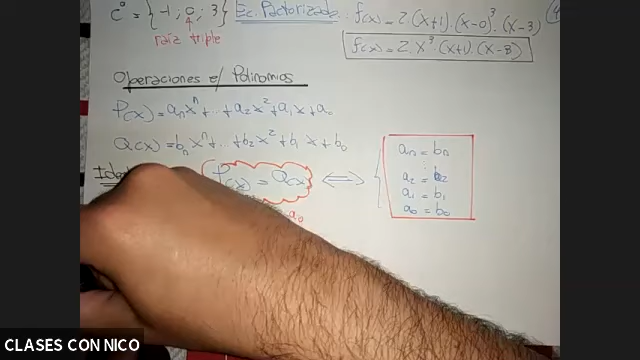 C° = {-1; 0; 3} Ec. Factorizada: f(x) = 2.(x+1).(x-0)³.(x-3)
raíz triple
f(x) = 2. x³. (x+1). (x-8)
Operaciones e/ Polinomios
P(x) = anxⁿ+...+a2x²+a1x+a0
Q(x) = bnxⁿ+...+b2x²+b1x+b0
P(x) = Q(x) ⟺
an = bn
⋮
a2 = b2
a1 = b1
a0 = b0
CLASES CON NICO